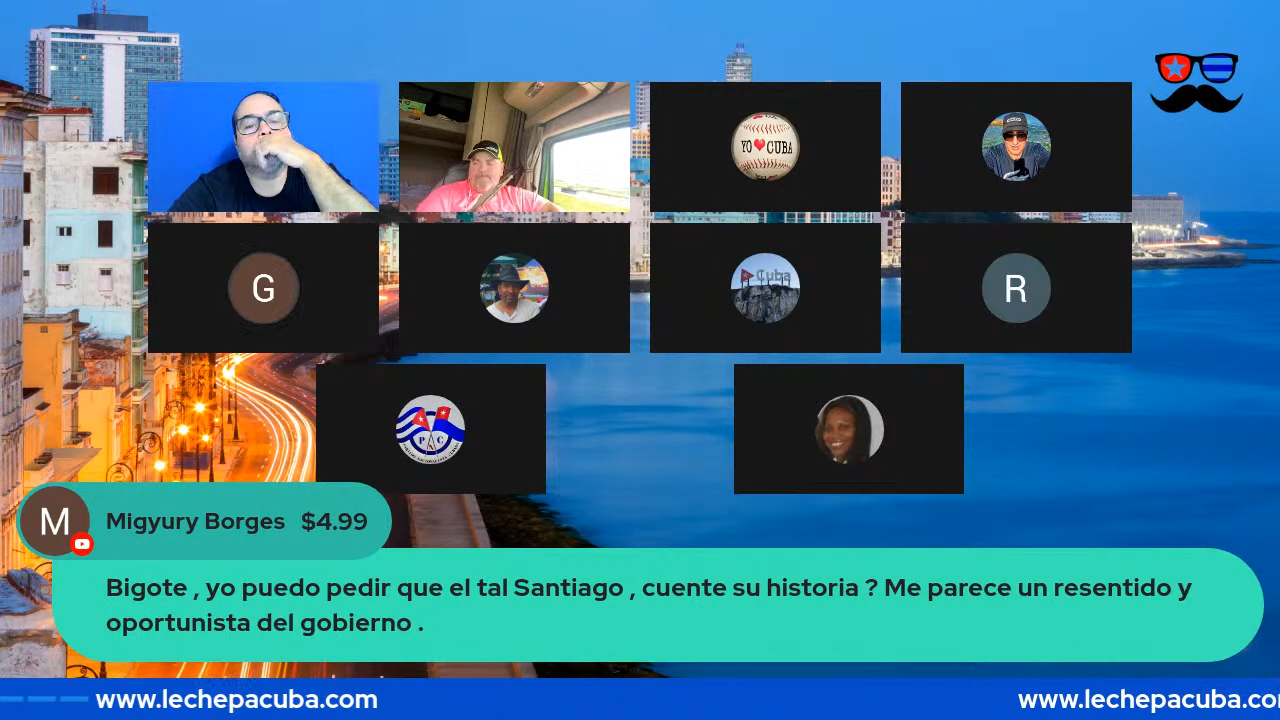 YO CUBA
G
Cuba
R
P C
M
Migyury Borges $4.99
Bigote , yo puedo pedir que el tal Santiago , cuente su historia ? Me parece un resentido y
oportunista del gobierno .
www.lechepacuba.com
www.lechepacuba.co